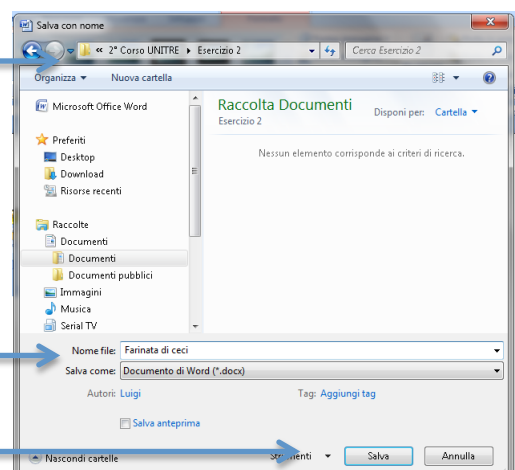 Salva con nome
« 2° Corso UNITRE ▸ Esercizio 2
Cerca Esercizio 2
Organizza
Nuova cartella
Microsoft Office Word
Preferiti
Desktop
Download
Risorse recenti
Raccolte
Documenti
Documenti
Documenti pubblici
Immagini
Musica
Serial TV
Raccolta Documenti
Esercizio 2
Disponi per: Cartella
Nessun elemento corrisponde ai criteri di ricerca.
Nome file: Farinata di ceci
Salva come: Documento di Word (*.docx)
Autori: Luigi
Tag: Aggiungi tag
Salva anteprima
Nascondi cartelle
Strumenti
Salva
Annulla